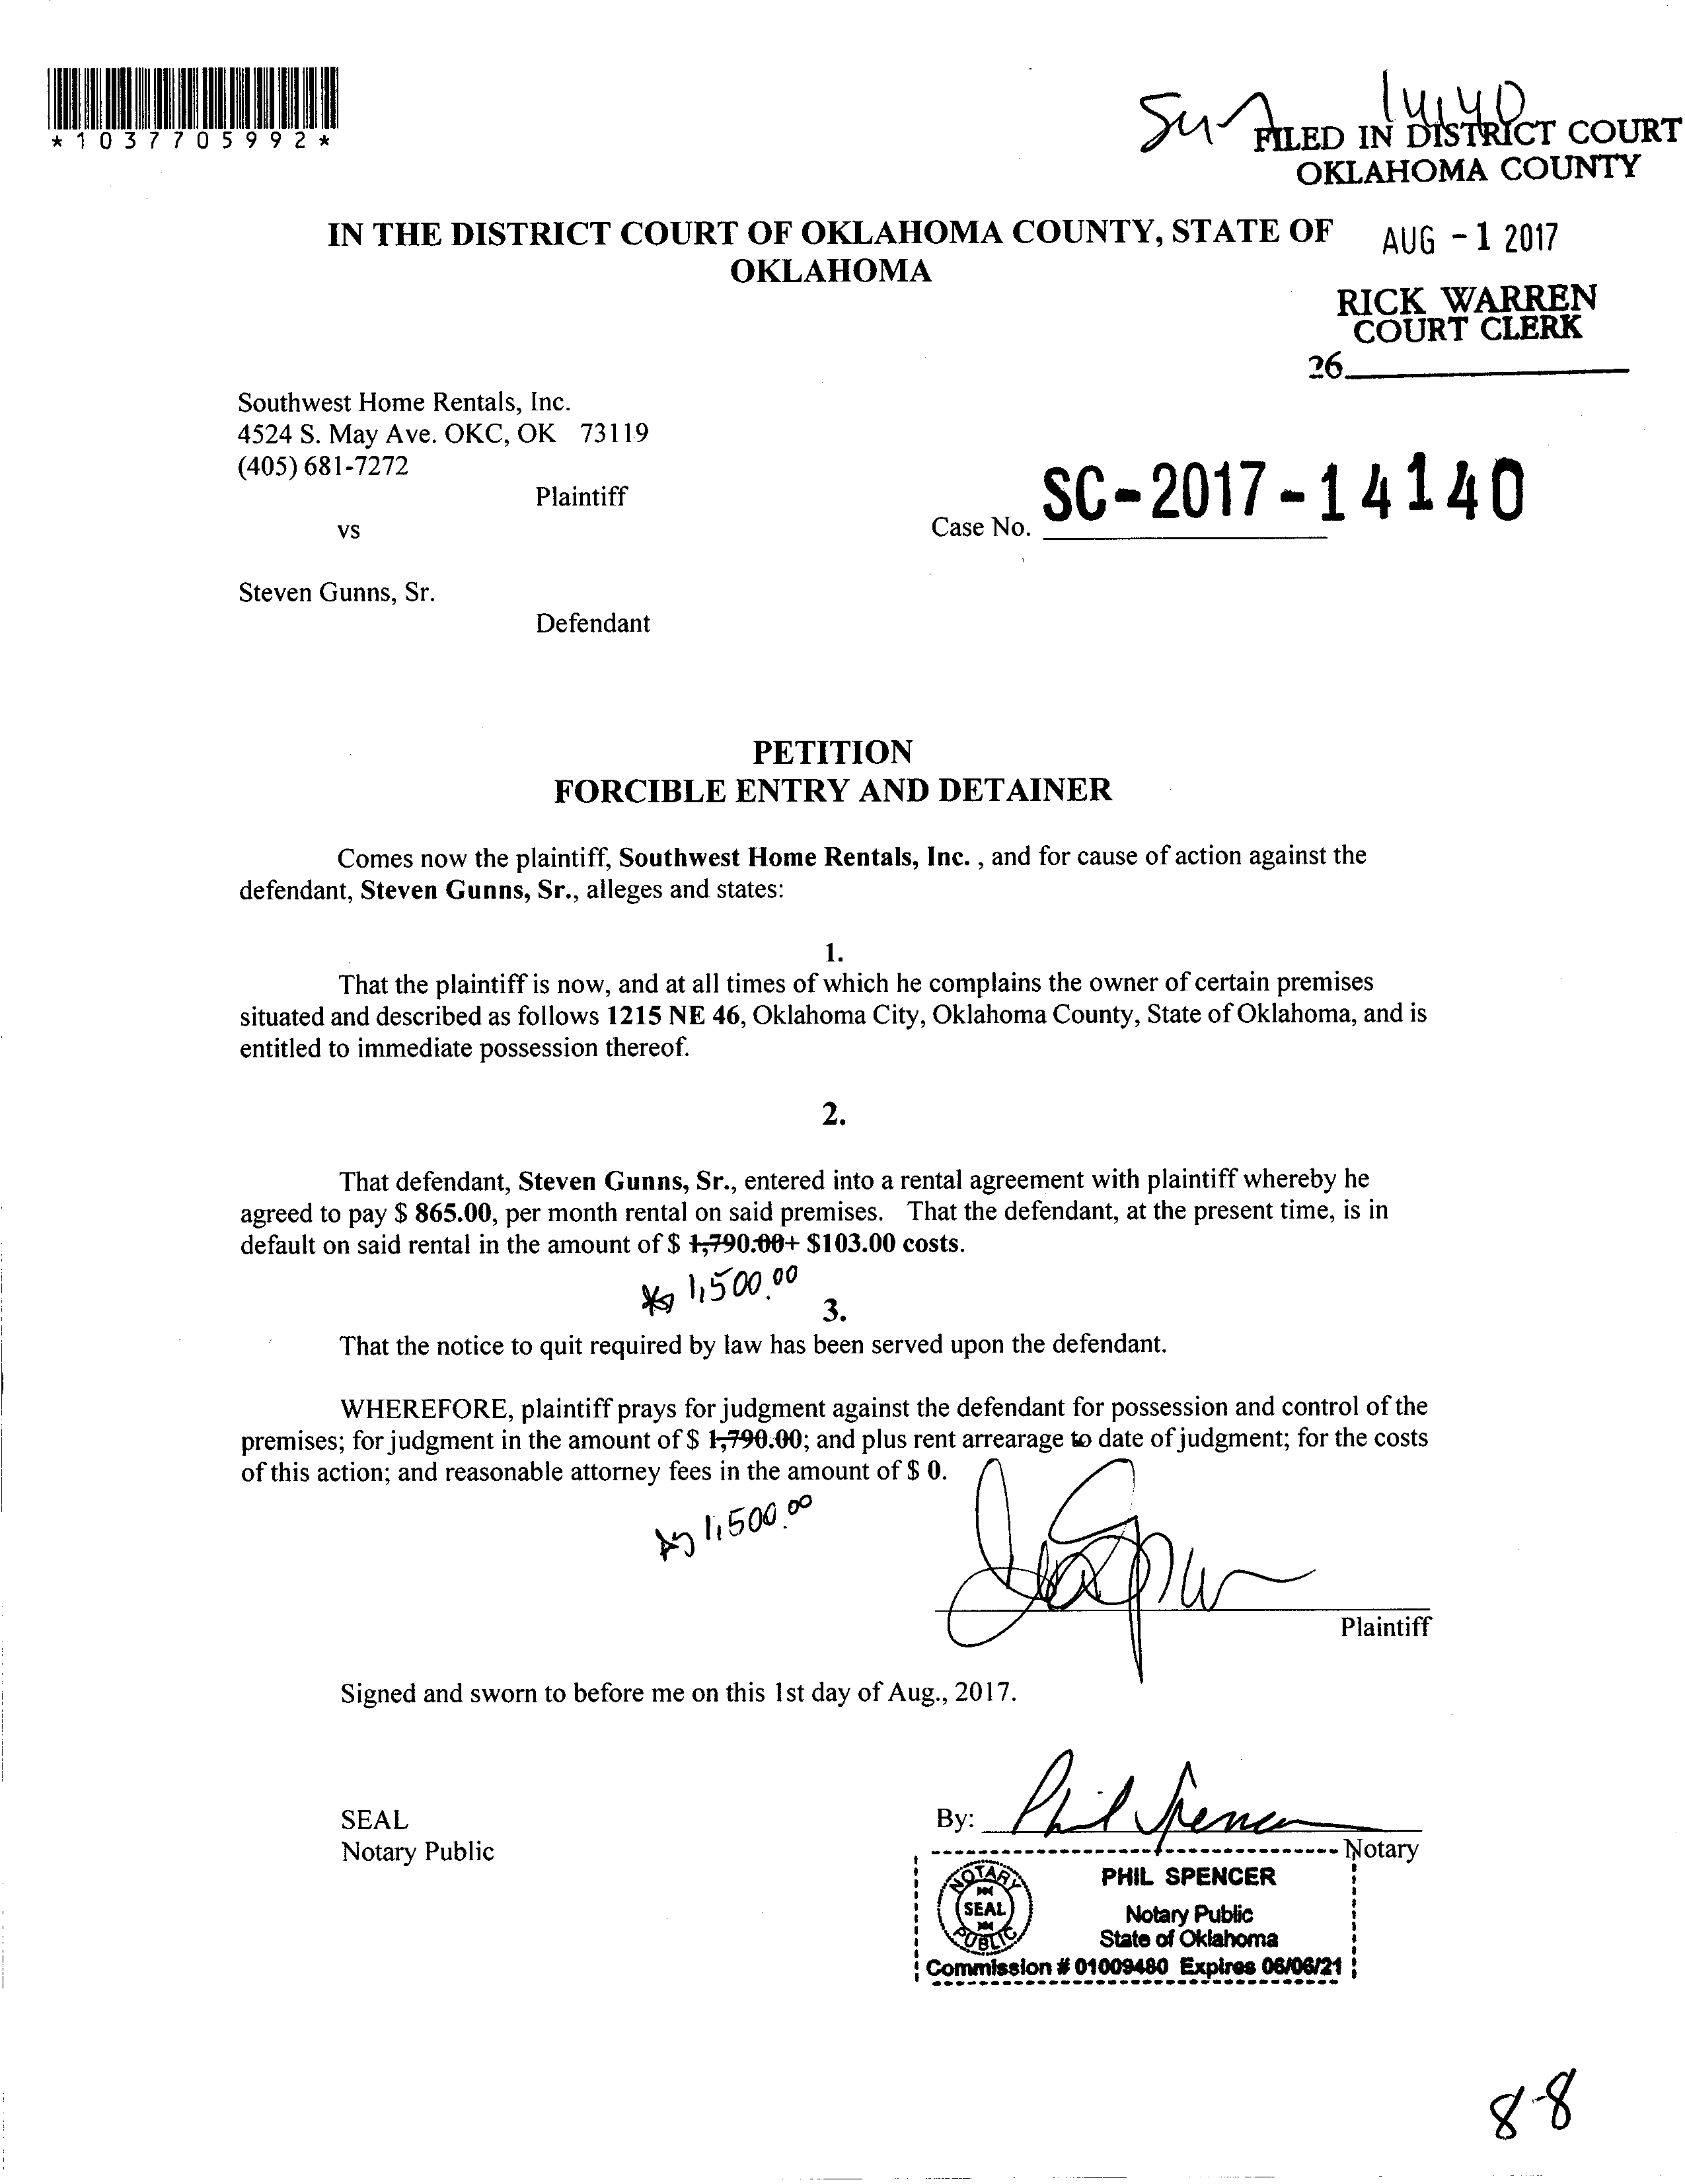 *1037705992*
14140
FILED IN DISTRICT COURT
OKLAHOMA COUNTY
IN THE DISTRICT COURT OF OKLAHOMA COUNTY, STATE OF
OKLAHOMA
AUG - 1 2017
RICK WARREN
COURT CLERK
26
Southwest Home Rentals, Inc.
4524 S. May Ave. OKC, OK 73119
(405) 681-7272
Plaintiff
vs
Case No. SC-2017-14140
Steven Gunns, Sr.
Defendant
PETITION
FORCIBLE ENTRY AND DETAINER
Comes now the plaintiff, Southwest Home Rentals, Inc. , and for cause of action against the
defendant, Steven Gunns, Sr., alleges and states:
1.
That the plaintiff is now, and at all times of which he complains the owner of certain premises
situated and described as follows 1215 NE 46, Oklahoma City, Oklahoma County, State of Oklahoma, and is
entitled to immediate possession thereof.
2.
That defendant, Steven Gunns, Sr., entered into a rental agreement with plaintiff whereby he
agreed to pay $ 865.00, per month rental on said premises. That the defendant, at the present time, is in
default on said rental in the amount of $ 1,790.00+ $103.00 costs.
1,500.00
3.
That the notice to quit required by law has been served upon the defendant.
WHEREFORE, plaintiff prays for judgment against the defendant for possession and control of the
premises; for judgment in the amount of $ 1,790.00; and plus rent arrearage to date of judgment; for the costs
of this action; and reasonable attorney fees in the amount of $ 0.
1,500.00
Plaintiff
Signed and sworn to before me on this 1st day of Aug., 2017.
SEAL
Notary Public
By: Phil Spencer
Notary
NOTARY
SEAL
PUBLIC
PHIL SPENCER
Notary Public
State of Oklahoma
Commission # 01009480 Expires 06/06/21
8-8